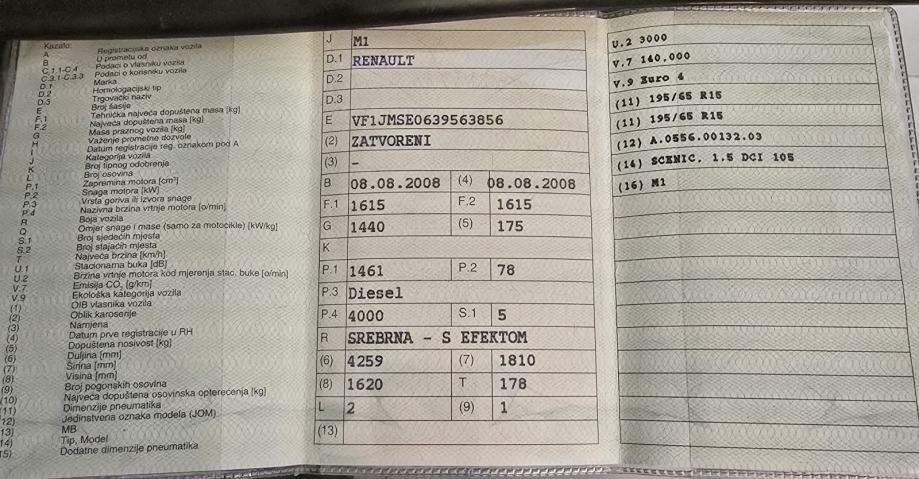 Kazalo:
A Registracijska oznaka vozila
B U prometu od
C.1.1-C.4 Podaci o vlasniku vozila
C.3.1-C.3.3 Podaci o korisniku vozila
D.1 Marka
D.2 Homologacijski tip
D.3 Trgovački naziv
E Broj šasije
F.1 Tehnička najveća dopuštena masa [kg]
F.2 Najveća dopuštena masa [kg]
G Masa praznog vozila [kg]
H Važenje prometne dozvole
I Datum registracije reg. oznakom pod A
J Kategorija vozila
K Broj tipnog odobrenja
L Broj osovina
P.1 Zapremina motora [cm³]
P.2 Snaga motora [kW]
P.3 Vrsta goriva ili izvora snage
P.4 Nazivna brzina vrtnje motora [o/min]
R Boja vozila
Q Omjer snage i mase (samo za motocikle) [kW/kg]
S.1 Broj sjedećih mjesta
S.2 Broj stajaćih mjesta
T Najveća brzina [km/h]
U.1 Stacionarna buka [dB]
U.2 Brzina vrtnje motora kod mjerenja stac. buke [o/min]
V.7 Emisija CO₂ [g/km]
V.9 Ekološka kategorija vozila
(1) OIB vlasnika vozila
(2) Oblik karoserije
(3) Namjena
(4) Datum prve registracije u RH
(5) Dopuštena nosivost [kg]
(6) Duljina [mm]
(7) Širina [mm]
(8) Visina [mm]
(9) Broj pogonskih osovina
(10) Najveća dopuštena osovinska opterećenja [kg]
(11) Dimenzije pneumatika
12) Jedinstvena oznaka modela (JOM)
13) MB
14) Tip, Model
15) Dodatne dimenzije pneumatika
J M1
D.1 RENAULT
D.2
D.3
E VF1JMSE0639563856
(2) ZATVORENI
(3) –
B 08.08.2008 (4) 08.08.2008
F.1 1615 F.2 1615
G 1440 (5) 175
K
P.1 1461 P.2 78
P.3 Diesel
P.4 4000 S.1 5
R SREBRNA - S EFEKTOM
(6) 4259 (7) 1810
(8) 1620 T 178
L 2 (9) 1
(13)
U.2 3000
V.7 140.000
V.9 Euro 4
(11) 195/65 R15
(11) 195/65 R15
(12) A.0556.00132.03
(14) SCENIC, 1.5 DCI 105
(16) M1